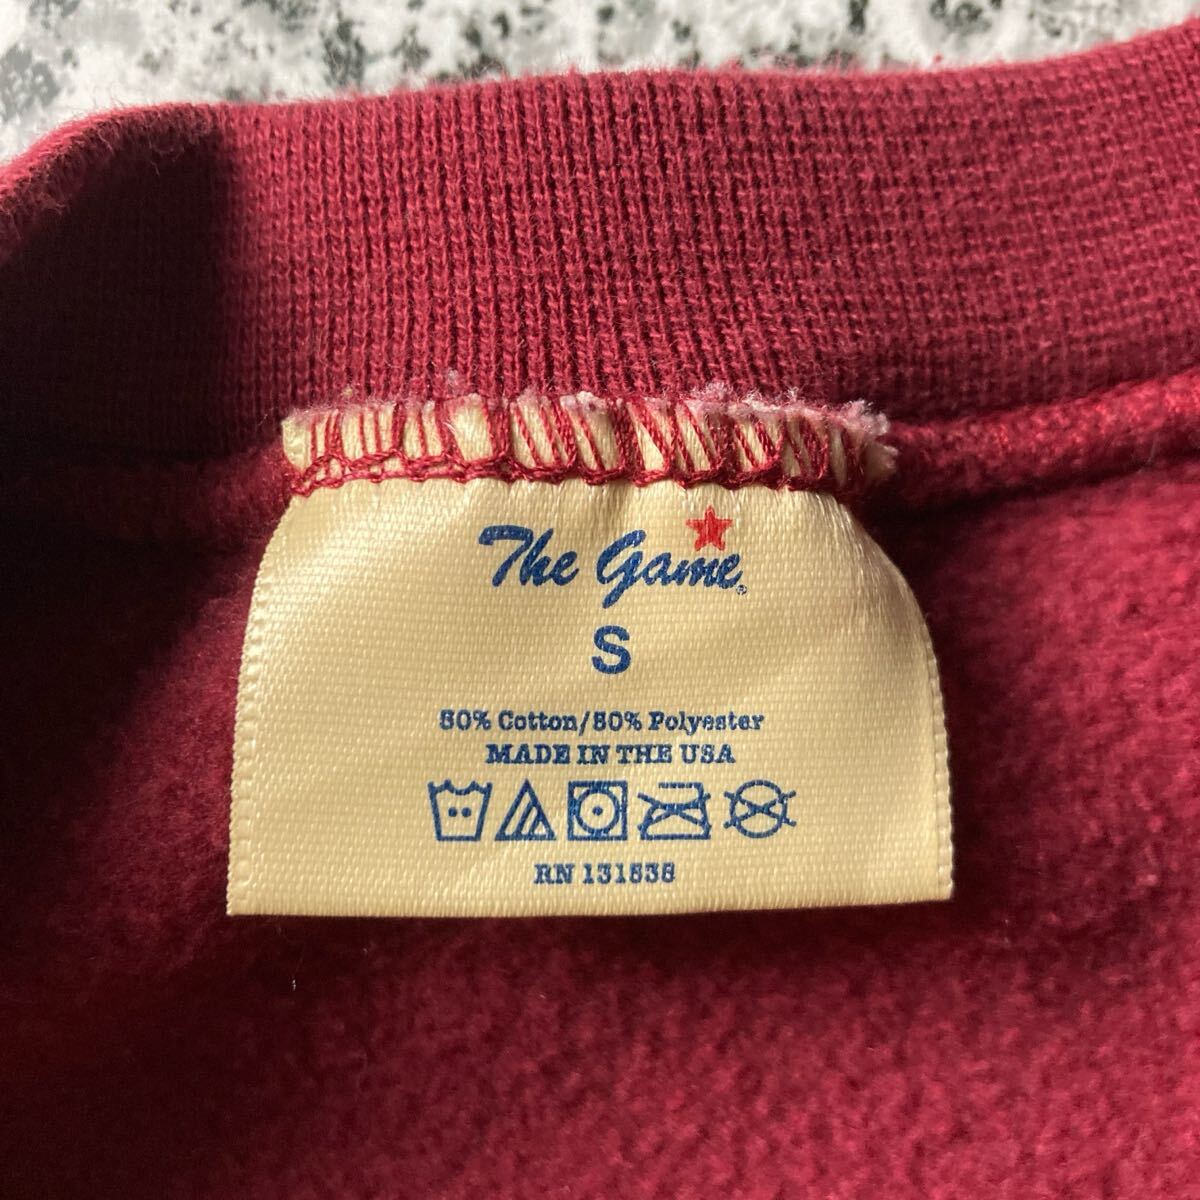 The Game®
S
50% Cotton/50% Polyester
MADE IN THE USA
RN 131538